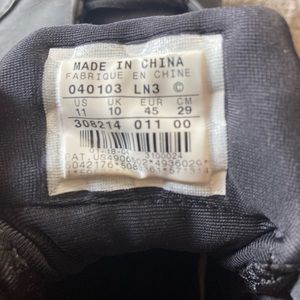 MADE IN CHINA
FABRIQUE EN CHINE
040103 LN3 ©
US UK EUR CM
11 10 45 29
308214 011 00
3100024